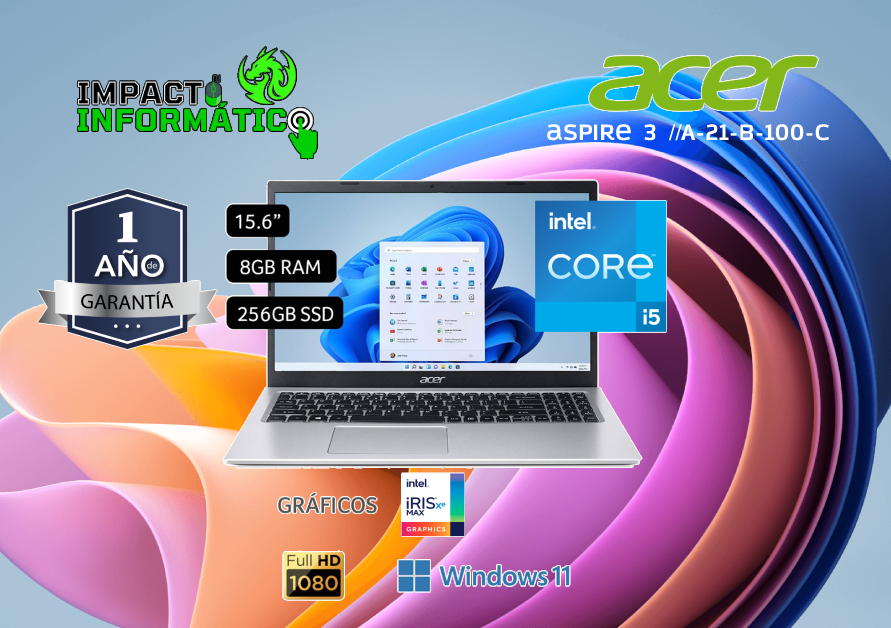 IMPACTO
INFORMÁTICO
acer
ASPIRE 3 //A-21-B-100-C
1
AÑO de
GARANTÍA
15.6”
8GB RAM
256GB SSD
intel.
CORE™
i5
acer
GRÁFICOS
intel.
iRIS Xe
MAX
GRAPHICS
Full HD
1080
Windows 11